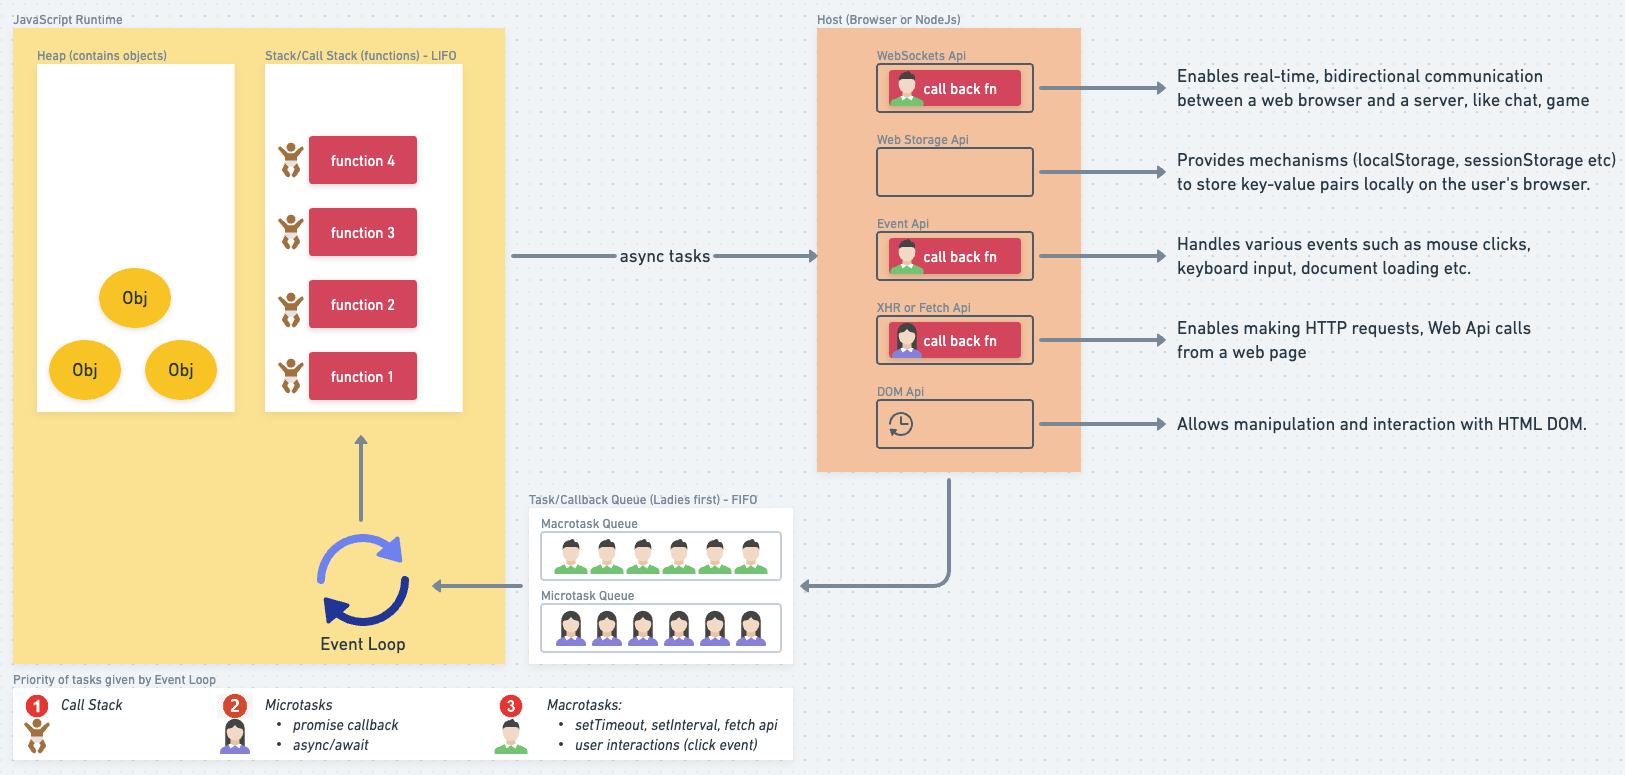 JavaScript Runtime
Heap (contains objects)
Obj
Obj
Obj
Stack/Call Stack (functions) - LIFO
function 4
function 3
function 2
function 1
Event Loop
async tasks
Host (Browser or NodeJs)
WebSockets Api
call back fn
Enables real-time, bidirectional communication
between a web browser and a server, like chat, game
Web Storage Api
Provides mechanisms (localStorage, sessionStorage etc)
to store key-value pairs locally on the user's browser.
Event Api
call back fn
Handles various events such as mouse clicks,
keyboard input, document loading etc.
XHR or Fetch Api
call back fn
Enables making HTTP requests, Web Api calls
from a web page
DOM Api
Allows manipulation and interaction with HTML DOM.
Task/Callback Queue (Ladies first) - FIFO
Macrotask Queue
Microtask Queue
Priority of tasks given by Event Loop
1
Call Stack
2
Microtasks
• promise callback
• async/await
3
Macrotasks:
• setTimeout, setInterval, fetch api
• user interactions (click event)